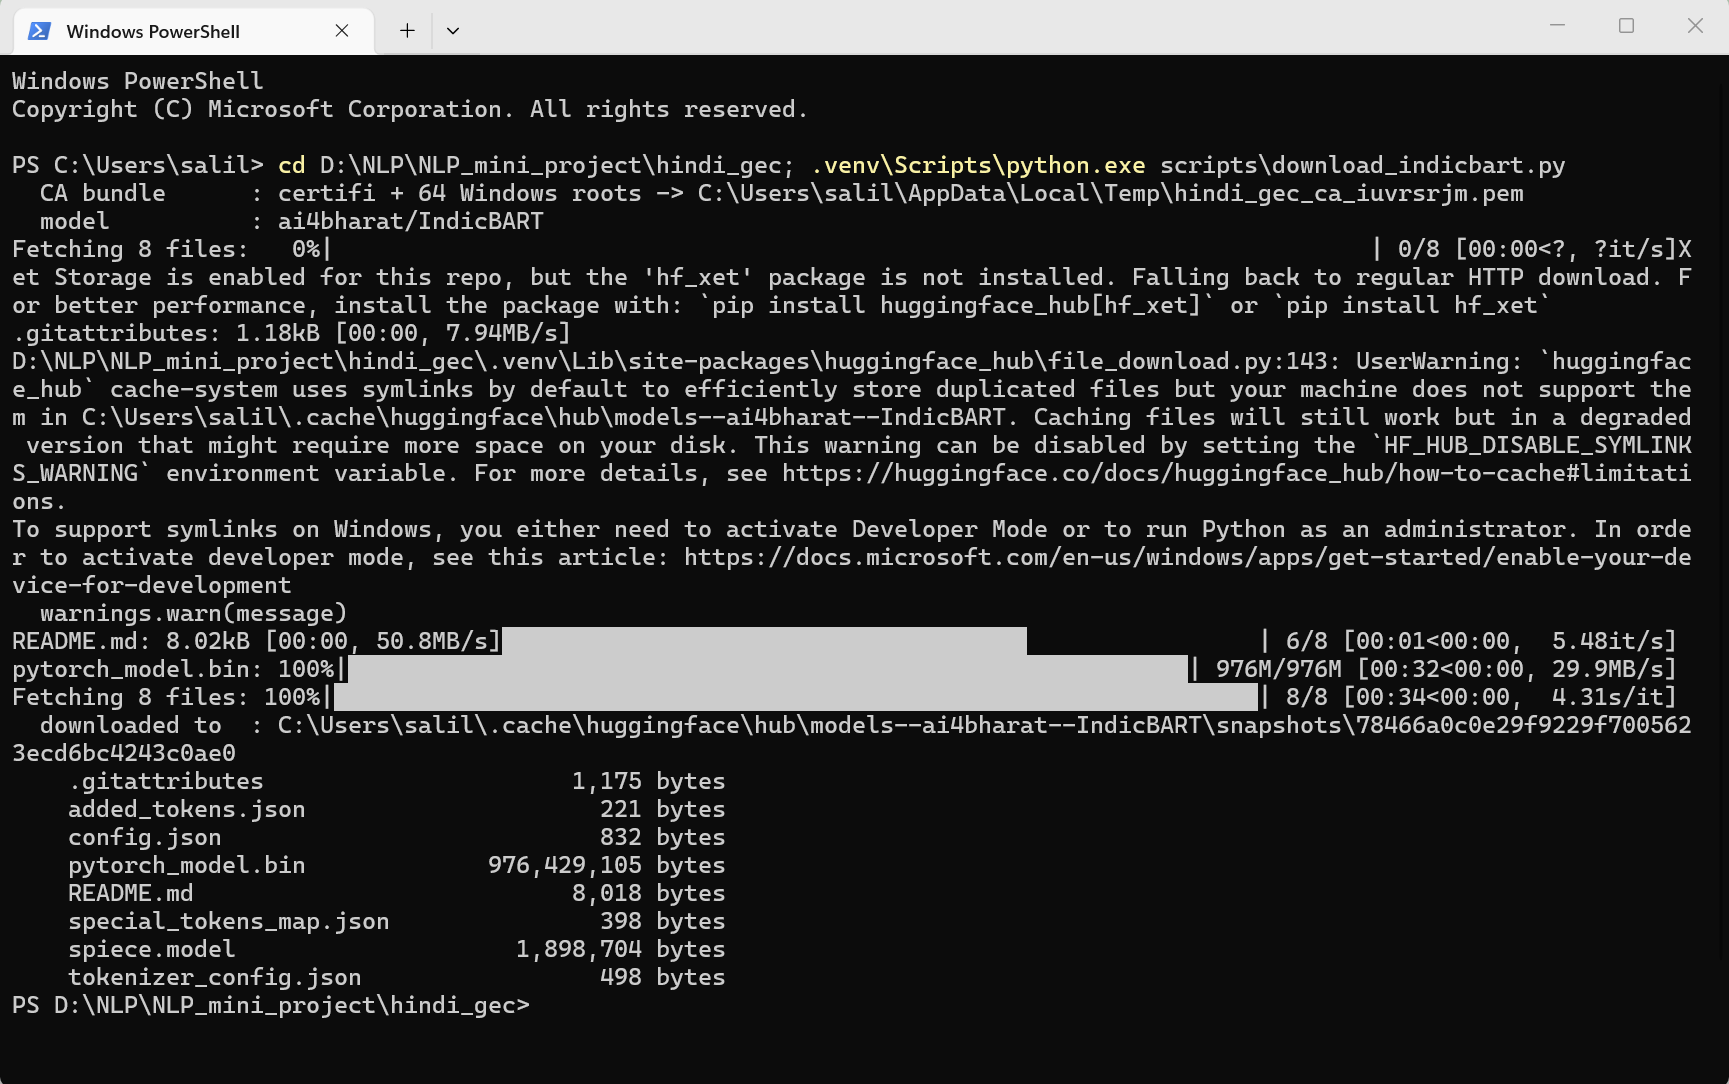 Windows PowerShell
Windows PowerShell
Copyright (C) Microsoft Corporation. All rights reserved.
PS C:\Users\salil> cd D:\NLP\NLP_mini_project\hindi_gec; .venv\Scripts\python.exe scripts\download_indicbart.py
  CA bundle      : certifi + 64 Windows roots -> C:\Users\salil\AppData\Local\Temp\hindi_gec_ca_iuvrsrjm.pem
  model          : ai4bharat/IndicBART
Fetching 8 files:   0%|                                                                           | 0/8 [00:00<?, ?it/s]X
et Storage is enabled for this repo, but the 'hf_xet' package is not installed. Falling back to regular HTTP download. F
or better performance, install the package with: `pip install huggingface_hub[hf_xet]` or `pip install hf_xet`
.gitattributes: 1.18kB [00:00, 7.94MB/s]
D:\NLP\NLP_mini_project\hindi_gec\.venv\Lib\site-packages\huggingface_hub\file_download.py:143: UserWarning: `huggingfac
e_hub` cache-system uses symlinks by default to efficiently store duplicated files but your machine does not support the
m in C:\Users\salil\.cache\huggingface\hub\models--ai4bharat--IndicBART. Caching files will still work but in a degraded
 version that might require more space on your disk. This warning can be disabled by setting the `HF_HUB_DISABLE_SYMLINK
S_WARNING` environment variable. For more details, see https://huggingface.co/docs/huggingface_hub/how-to-cache#limitati
ons.
To support symlinks on Windows, you either need to activate Developer Mode or to run Python as an administrator. In orde
r to activate developer mode, see this article: https://docs.microsoft.com/en-us/windows/apps/get-started/enable-your-de
vice-for-development
  warnings.warn(message)
README.md: 8.02kB [00:00, 50.8MB/s]                                                       | 6/8 [00:01<00:00,  5.48it/s]
pytorch_model.bin: 100%|                                                            | 976M/976M [00:32<00:00, 29.9MB/s]
Fetching 8 files: 100%|                                                                   | 8/8 [00:34<00:00,  4.31s/it]
  downloaded to  : C:\Users\salil\.cache\huggingface\hub\models--ai4bharat--IndicBART\snapshots\78466a0c0e29f9229f700562
3ecd6bc4243c0ae0
    .gitattributes                      1,175 bytes
    added_tokens.json                     221 bytes
    config.json                           832 bytes
    pytorch_model.bin             976,429,105 bytes
    README.md                           8,018 bytes
    special_tokens_map.json               398 bytes
    spiece.model                    1,898,704 bytes
    tokenizer_config.json                 498 bytes
PS D:\NLP\NLP_mini_project\hindi_gec>